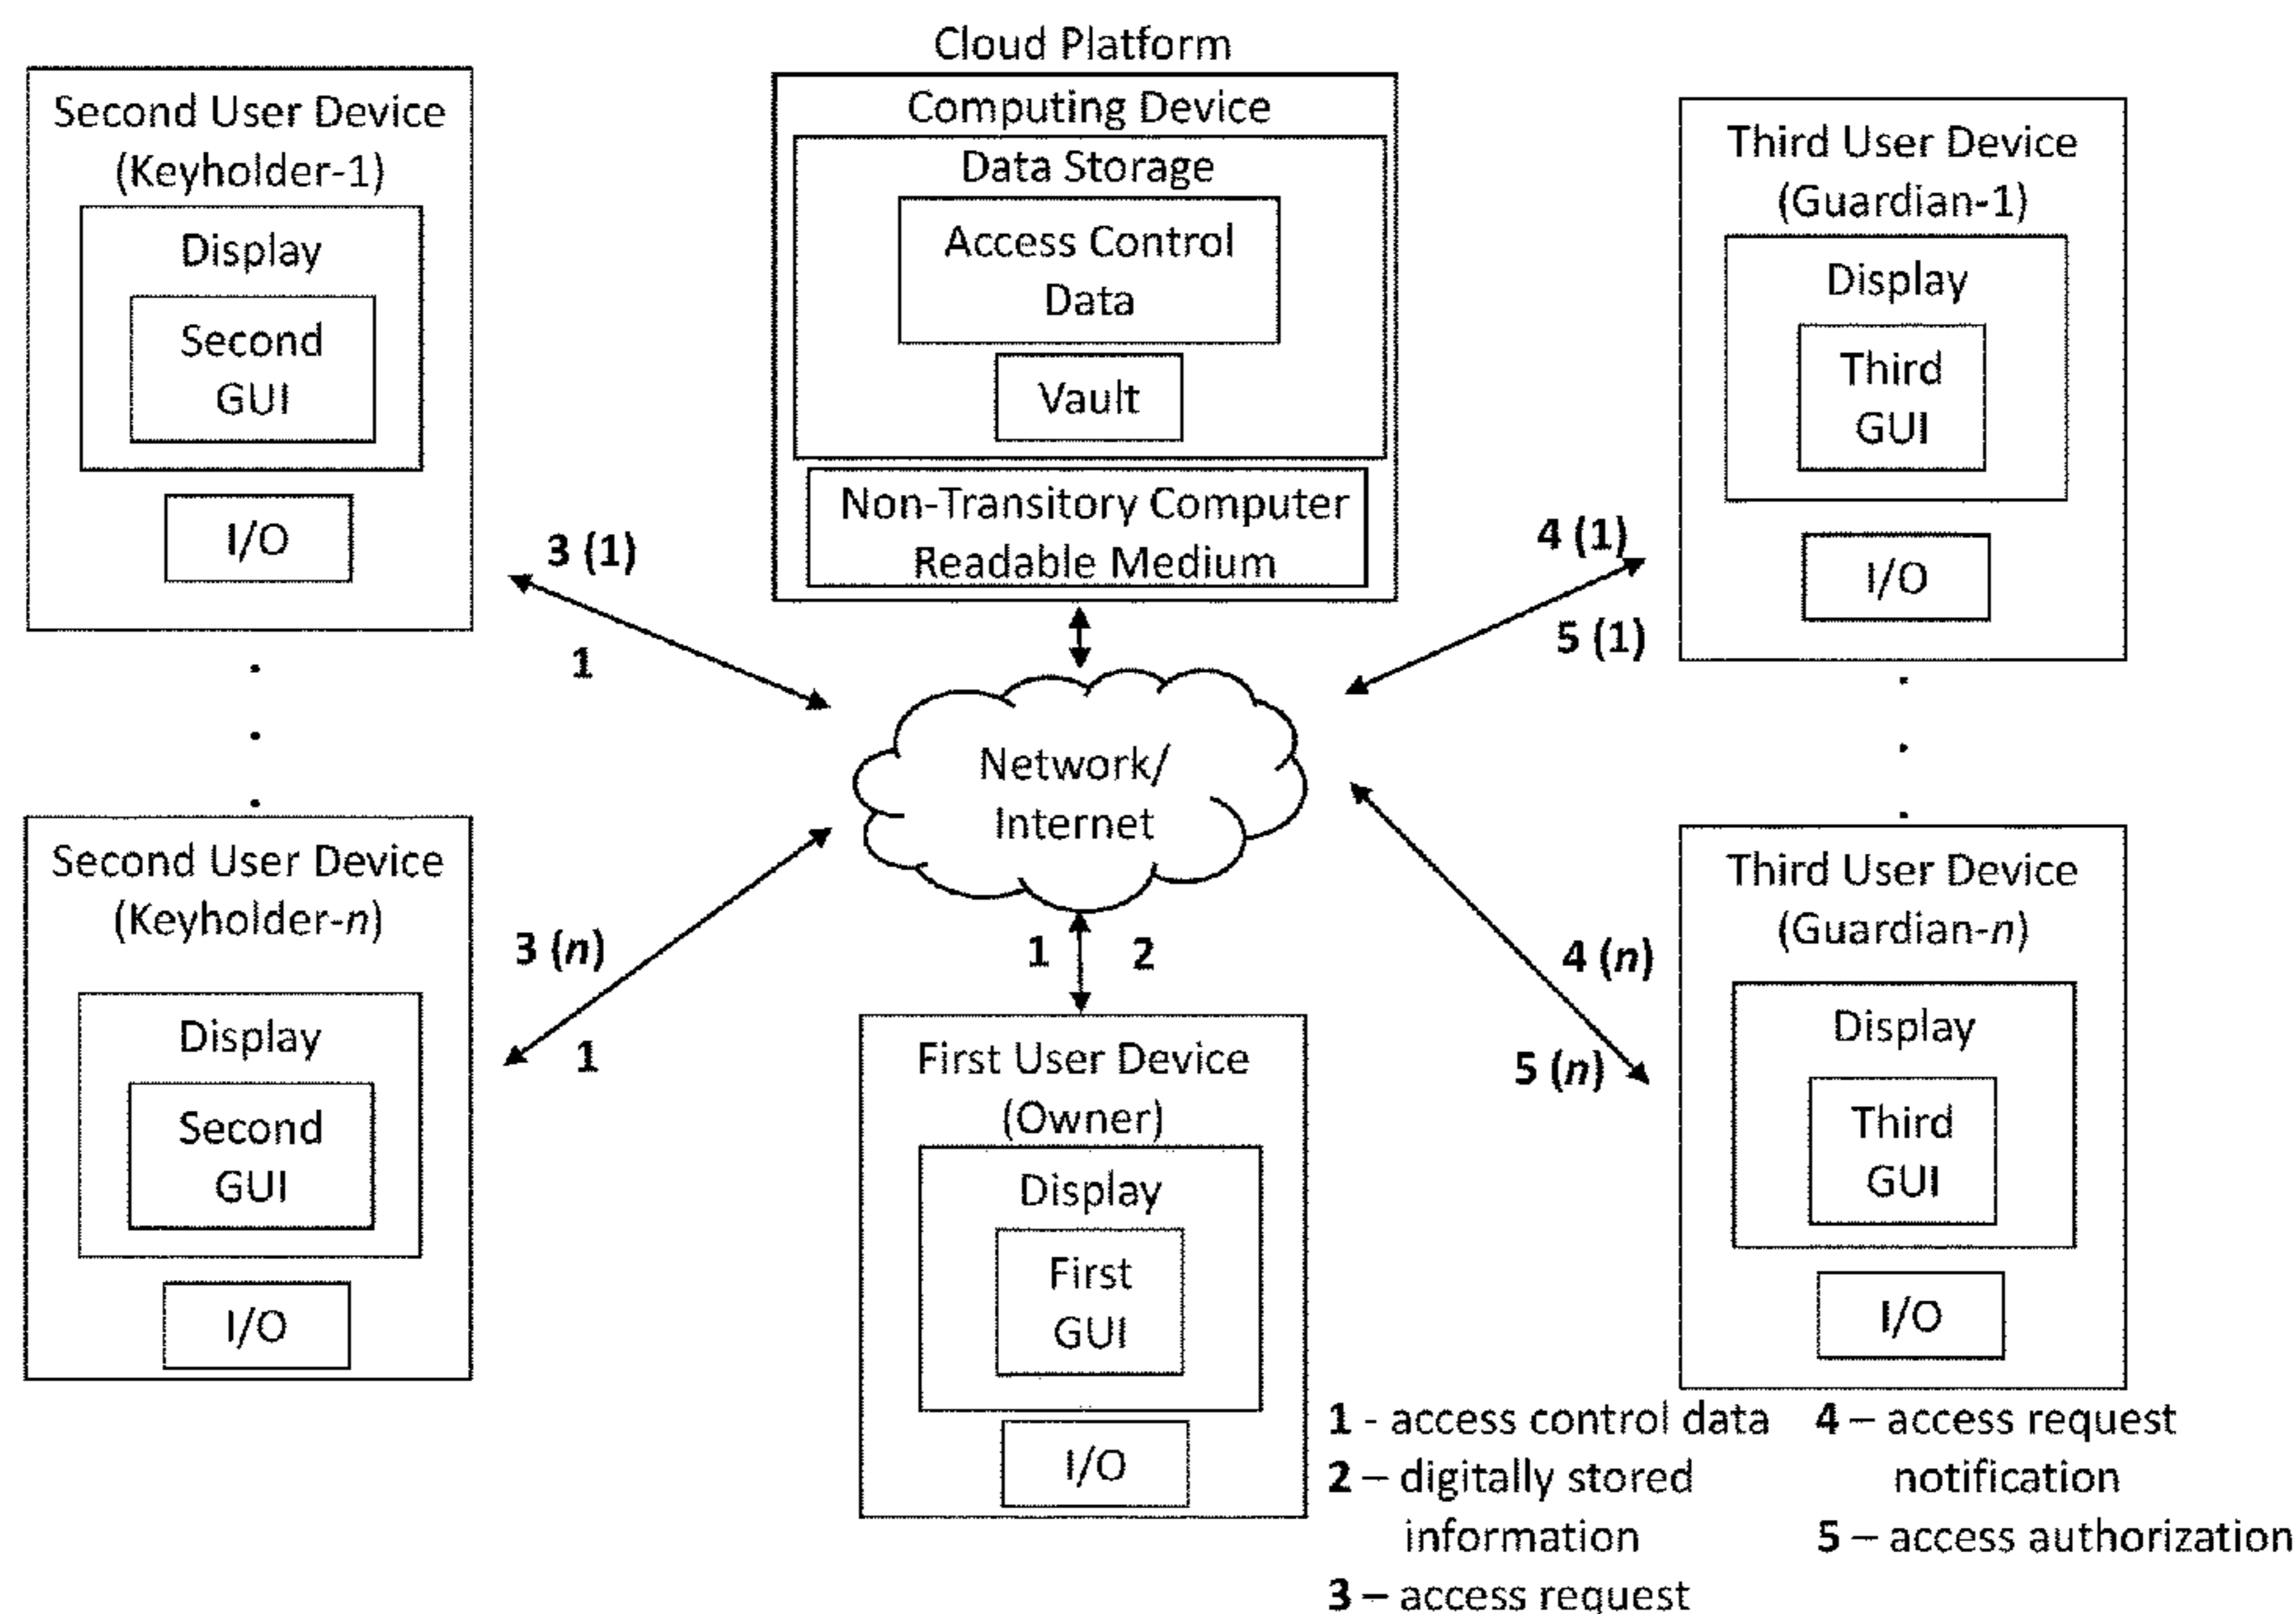 Cloud Platform
Computing Device
Data Storage
Access Control
Data
Vault
Non-Transitory Computer
Readable Medium
Second User Device
(Keyholder-1)
Display
Second
GUI
I/O
3 (1)
1
Third User Device
(Guardian-1)
Display
Third
GUI
I/O
4 (1)
5 (1)
.
.
.
.
.
.
Network/
Internet
Second User Device
(Keyholder-n)
Display
Second
GUI
I/O
3 (n)
1
1
2
First User Device
(Owner)
Display
First
GUI
I/O
4 (n)
5 (n)
Third User Device
(Guardian-n)
Display
Third
GUI
I/O
1 - access control data
2 – digitally stored
information
3 – access request
4 – access request
notification
5 – access authorization